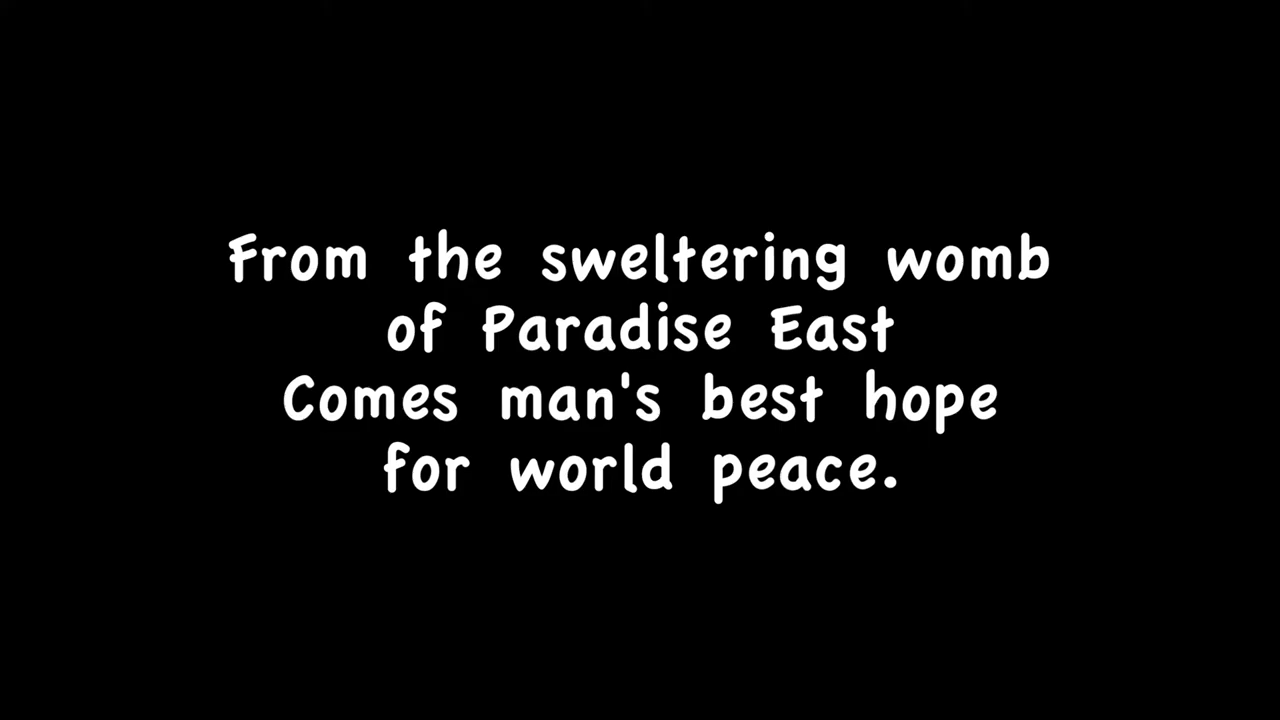 From the sweltering womb
of Paradise East
Comes man's best hope
for world peace.